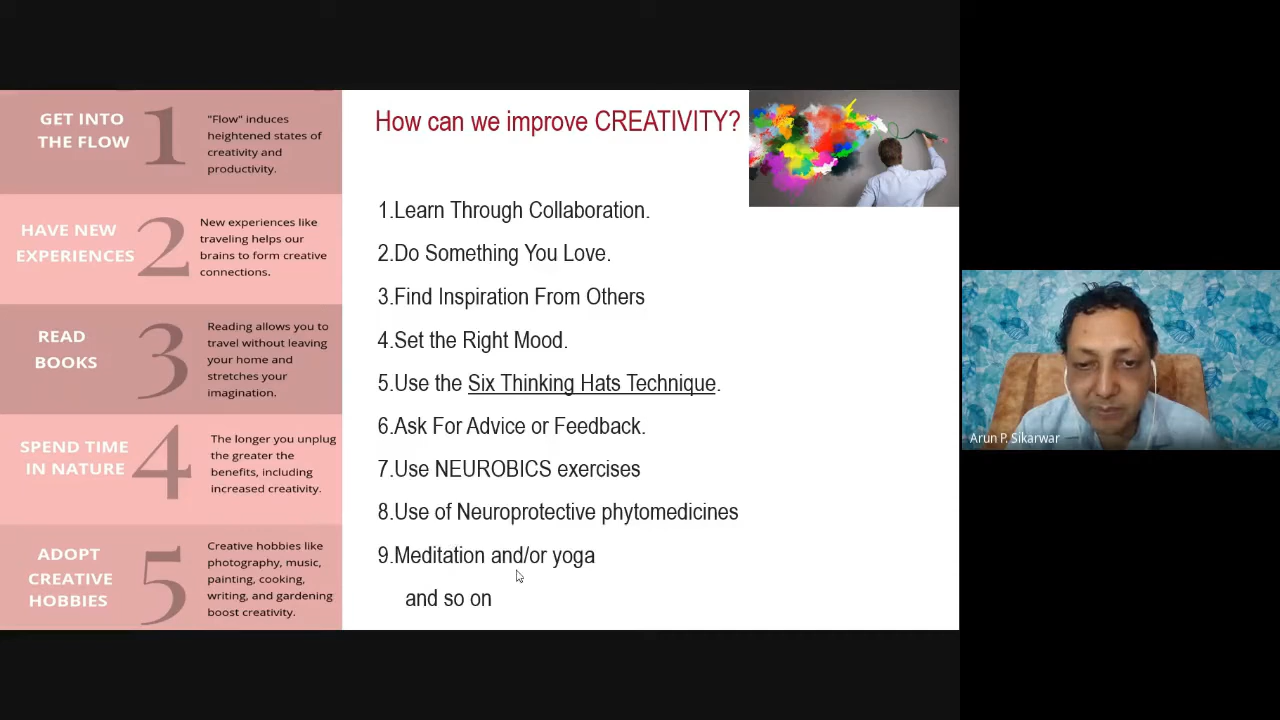 GET INTO
THE FLOW
1
"Flow" induces
heightened states of
creativity and
productivity.
HAVE NEW
EXPERIENCES
2
New experiences like
traveling helps our
brains to form creative
connections.
READ
BOOKS
3
Reading allows you to
travel without leaving
your home and
stretches your
imagination.
SPEND TIME
IN NATURE
4
The longer you unplug
the greater the
benefits, including
increased creativity.
ADOPT
CREATIVE
HOBBIES
5
Creative hobbies like
photography, music,
painting, cooking,
writing, and gardening
boost creativity.
How can we improve CREATIVITY?
1.Learn Through Collaboration.
2.Do Something You Love.
3.Find Inspiration From Others
4.Set the Right Mood.
5.Use the Six Thinking Hats Technique.
6.Ask For Advice or Feedback.
7.Use NEUROBICS exercises
8.Use of Neuroprotective phytomedicines
9.Meditation and/or yoga
and so on
Arun P. Sikarwar